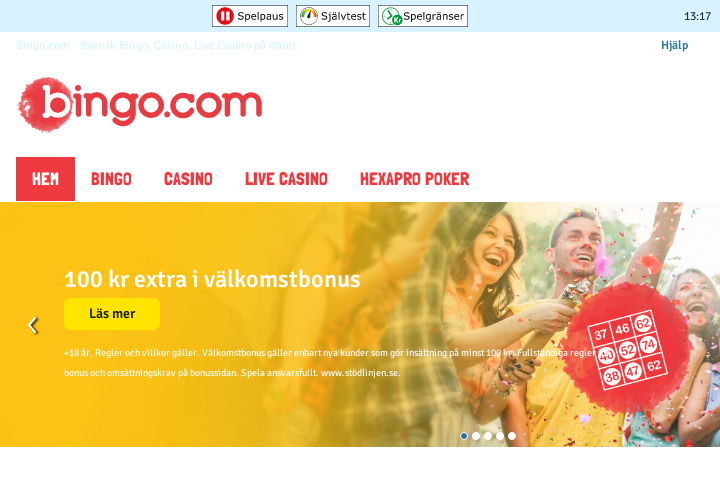 Spelpaus Självtest Spelgränser 13:17
Bingo.com - Svensk Bingo, Casino, Live Casino på nätet Hjälp
bingo.com
HEM BINGO CASINO LIVE CASINO HEXAPRO POKER
100 kr extra i välkomstbonus
Läs mer
+18 år. Regler och villkor gäller. Välkomstbonus gäller enbart nya kunder som gör insättning på minst 100 kr. Fullständiga regler
bonus och omsättningskrav på bonussidan. Spela ansvarsfullt. www.stödlinjen.se.
37 46 62
40 52 74
38 47 62